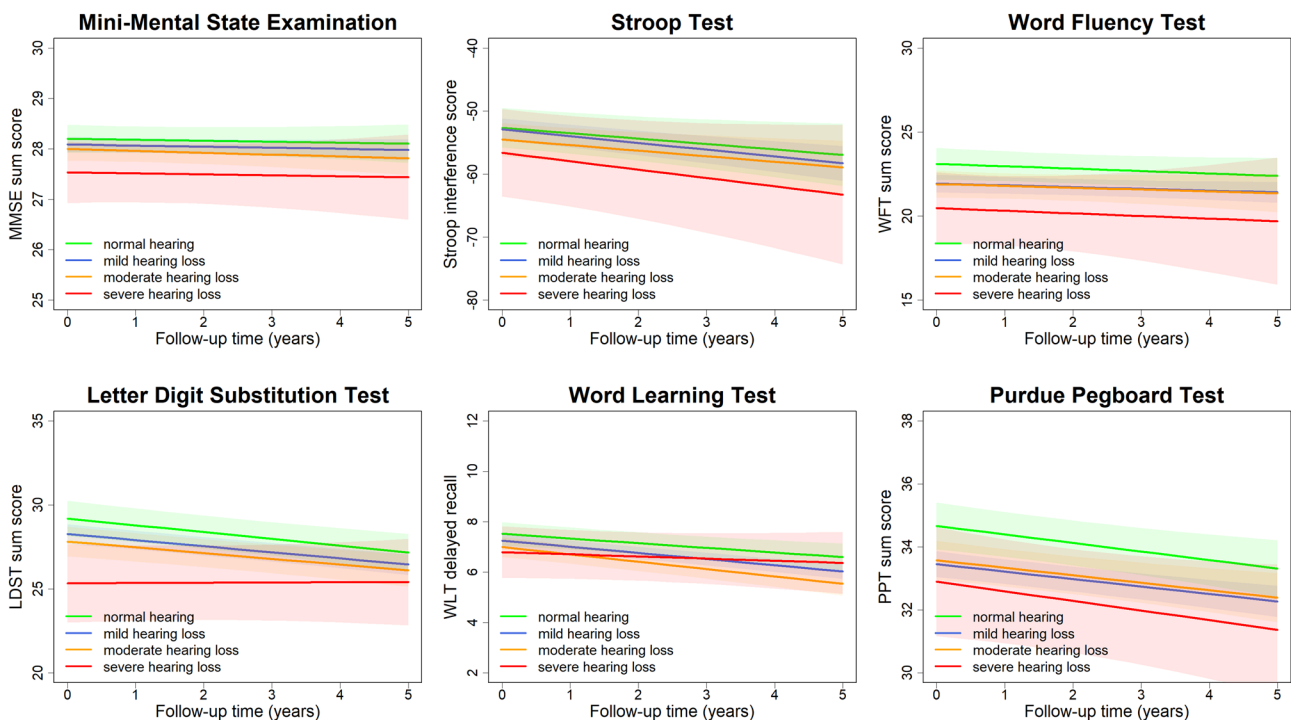 Mini-Mental State Examination
MMSE sum score
30
29
28
27
26
25
normal hearing
mild hearing loss
moderate hearing loss
severe hearing loss
0 1 2 3 4 5
Follow-up time (years)
Stroop Test
Stroop interference score
-40
-50
-60
-70
-80
normal hearing
mild hearing loss
moderate hearing loss
severe hearing loss
0 1 2 3 4 5
Follow-up time (years)
Word Fluency Test
WFT sum score
30
25
20
15
normal hearing
mild hearing loss
moderate hearing loss
severe hearing loss
0 1 2 3 4 5
Follow-up time (years)
Letter Digit Substitution Test
LDST sum score
35
30
25
20
normal hearing
mild hearing loss
moderate hearing loss
severe hearing loss
0 1 2 3 4 5
Follow-up time (years)
Word Learning Test
WLT delayed recall
12
10
8
6
4
2
normal hearing
mild hearing loss
moderate hearing loss
severe hearing loss
0 1 2 3 4 5
Follow-up time (years)
Purdue Pegboard Test
PPT sum score
38
36
34
32
30
normal hearing
mild hearing loss
moderate hearing loss
severe hearing loss
0 1 2 3 4 5
Follow-up time (years)